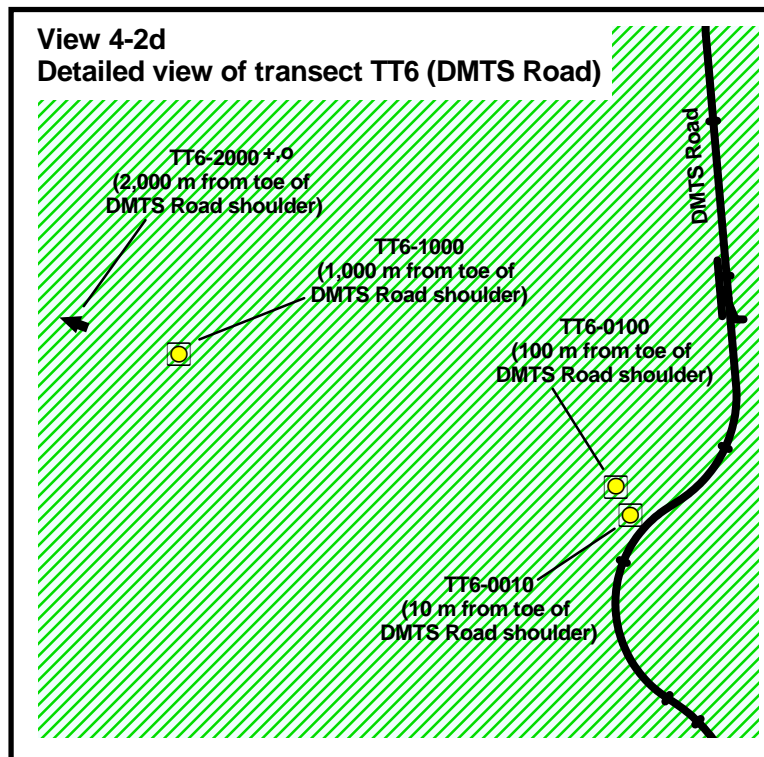 View 4-2d
Detailed view of transect TT6 (DMTS Road)
TT6-2000+,o
(2,000 m from toe of
DMTS Road shoulder)
TT6-1000
(1,000 m from toe of
DMTS Road shoulder)
DMTS Road
TT6-0100
(100 m from toe of
DMTS Road shoulder)
TT6-0010
(10 m from toe of
DMTS Road shoulder)